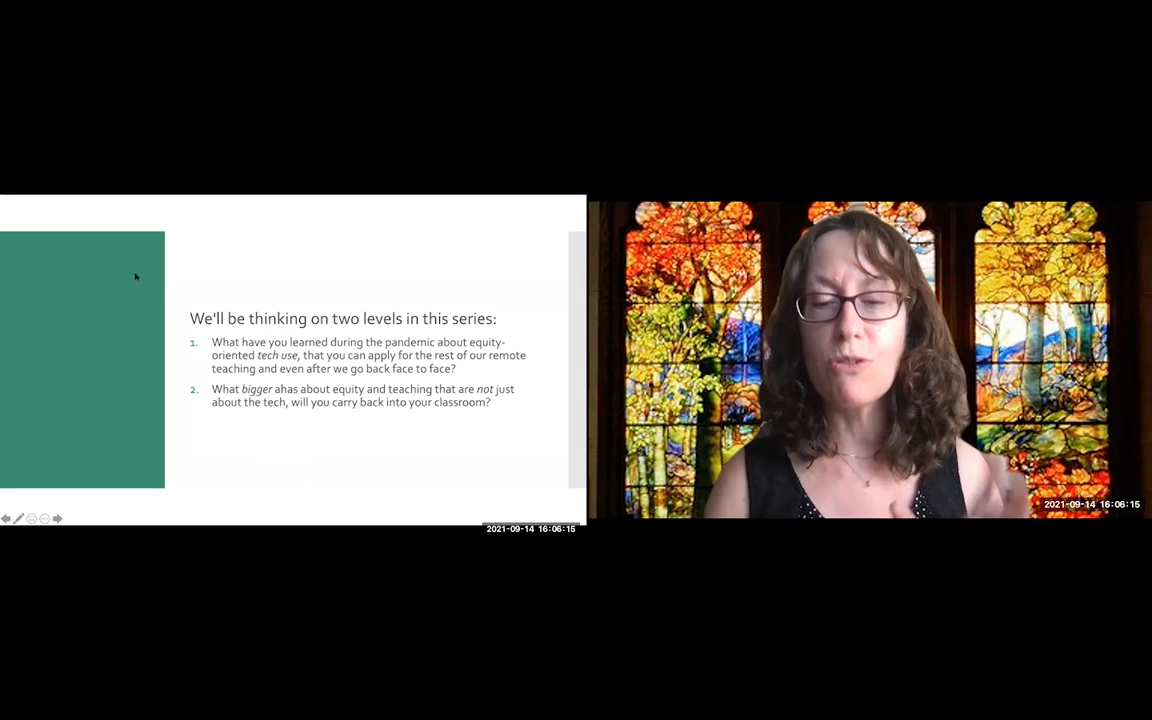 We'll be thinking on two levels in this series:
1. What have you learned during the pandemic about equity-
oriented tech use, that you can apply for the rest of our remote
teaching and even after we go back face to face?
2. What bigger ahas about equity and teaching that are not just
about the tech, will you carry back into your classroom?
2021-09-14 16:06:15
2021-09-14 16:06:15